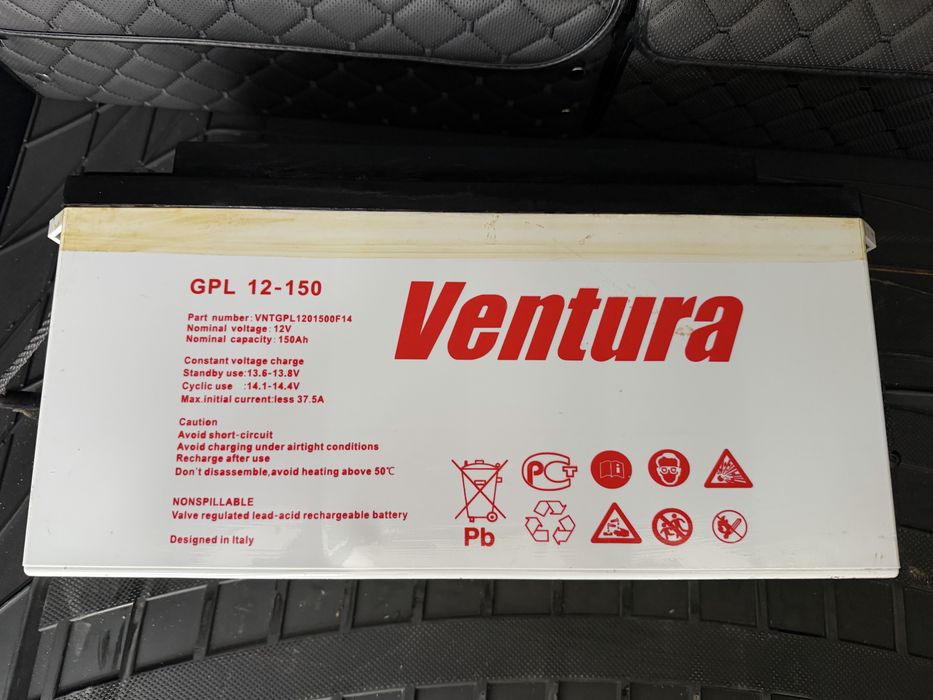 GPL 12-150
Ventura
Part number: VNTGPL1201500F14
Nominal voltage: 12V
Nominal capacity: 150Ah
Constant voltage charge
Standby use:13.6-13.8V
Cyclic use :14.1-14.4V
Max.initial current:less 37.5A
Caution
Avoid short-circuit
Avoid charging under airtight conditions
Recharge after use
Don't disassemble,avoid heating above 50℃
NONSPILLABLE
Valve regulated lead-acid rechargeable battery
Designed in Italy
Pb